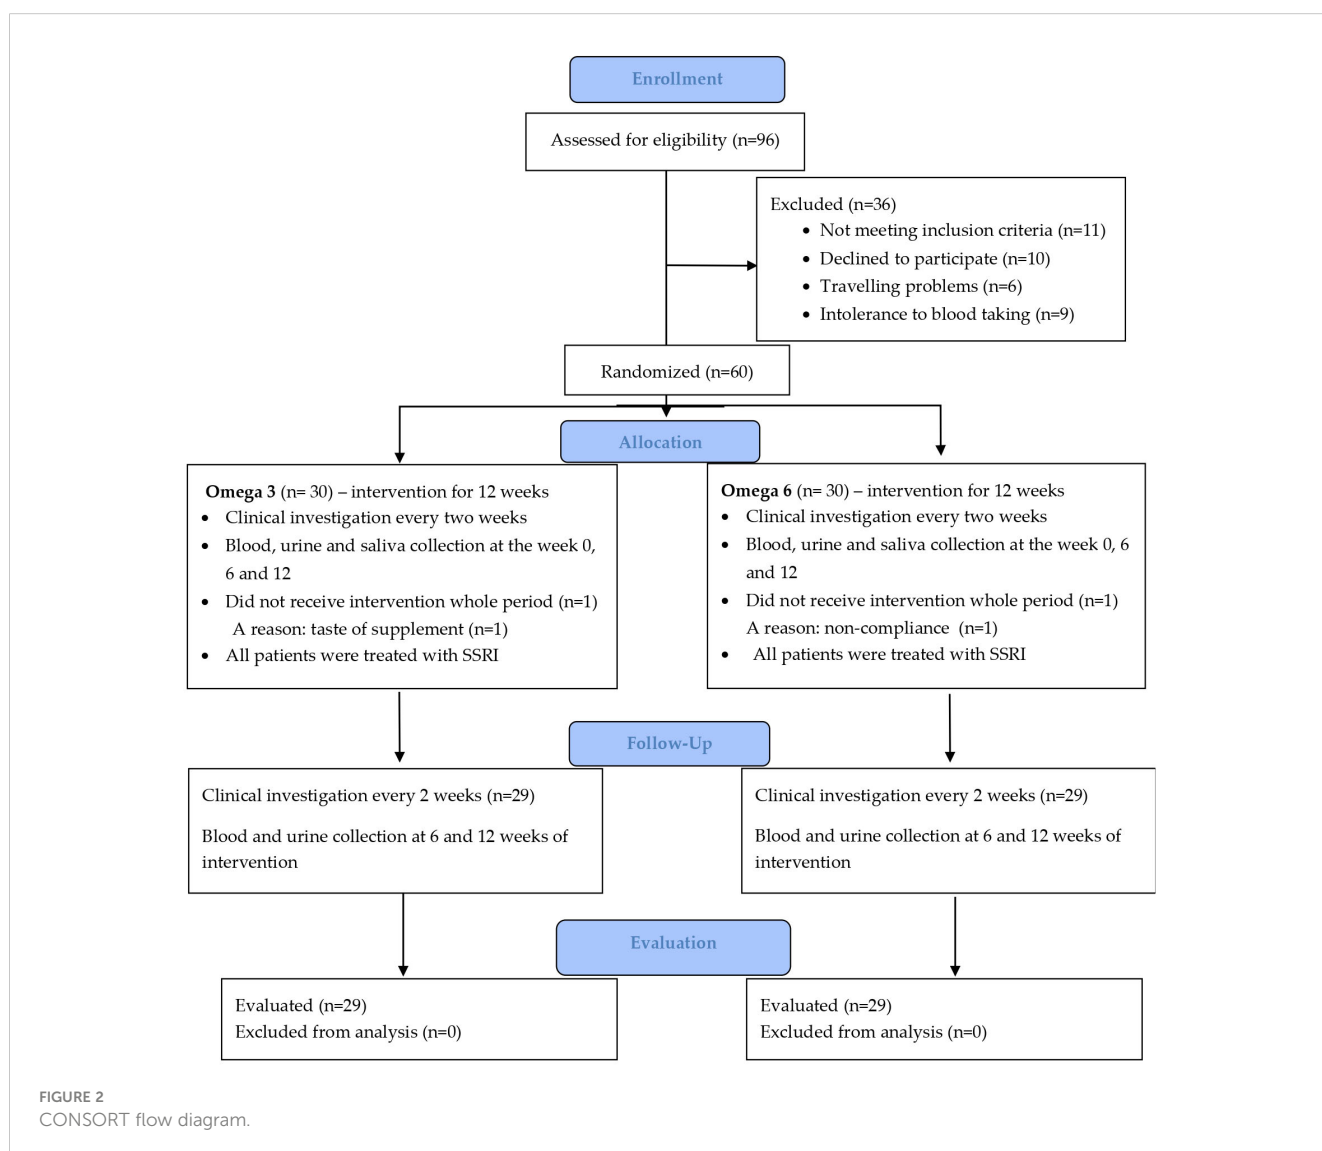 Enrollment
Assessed for eligibility (n=96)
Excluded (n=36)
• Not meeting inclusion criteria (n=11)
• Declined to participate (n=10)
• Travelling problems (n=6)
• Intolerance to blood taking (n=9)
Randomized (n=60)
Allocation
Omega 3 (n= 30) – intervention for 12 weeks
• Clinical investigation every two weeks
• Blood, urine and saliva collection at the week 0,
6 and 12
• Did not receive intervention whole period (n=1)
A reason: taste of supplement (n=1)
• All patients were treated with SSRI
Omega 6 (n= 30) – intervention for 12 weeks
• Clinical investigation every two weeks
• Blood, urine and saliva collection at the week 0, 6
and 12
• Did not receive intervention whole period (n=1)
A reason: non-compliance (n=1)
• All patients were treated with SSRI
Follow-Up
Clinical investigation every 2 weeks (n=29)
Blood and urine collection at 6 and 12 weeks of
intervention
Clinical investigation every 2 weeks (n=29)
Blood and urine collection at 6 and 12 weeks of
intervention
Evaluation
Evaluated (n=29)
Excluded from analysis (n=0)
Evaluated (n=29)
Excluded from analysis (n=0)
FIGURE 2
CONSORT flow diagram.